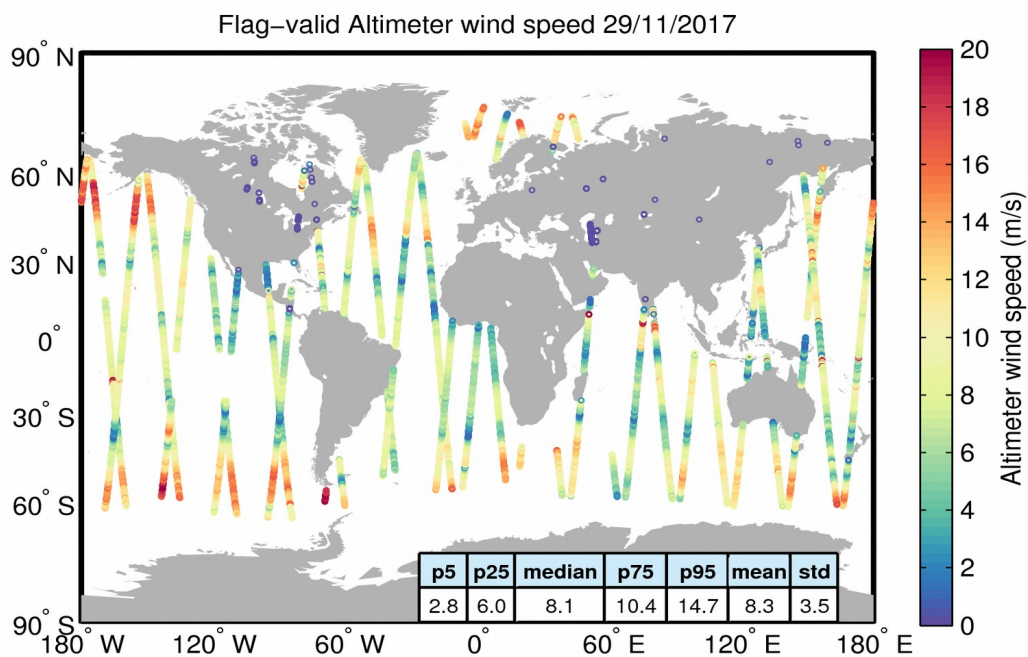 Flag−valid Altimeter wind speed 29/11/2017
90° N
60° N
30° N
0°
30° S
60° S
90° S
180° W
120° W
60° W
0°
60° E
120° E
180° E
p5 p25 median p75 p95 mean std
2.8 6.0 8.1 10.4 14.7 8.3 3.5
20
18
16
14
12
10
8
6
4
2
0
Altimeter wind speed (m/s)